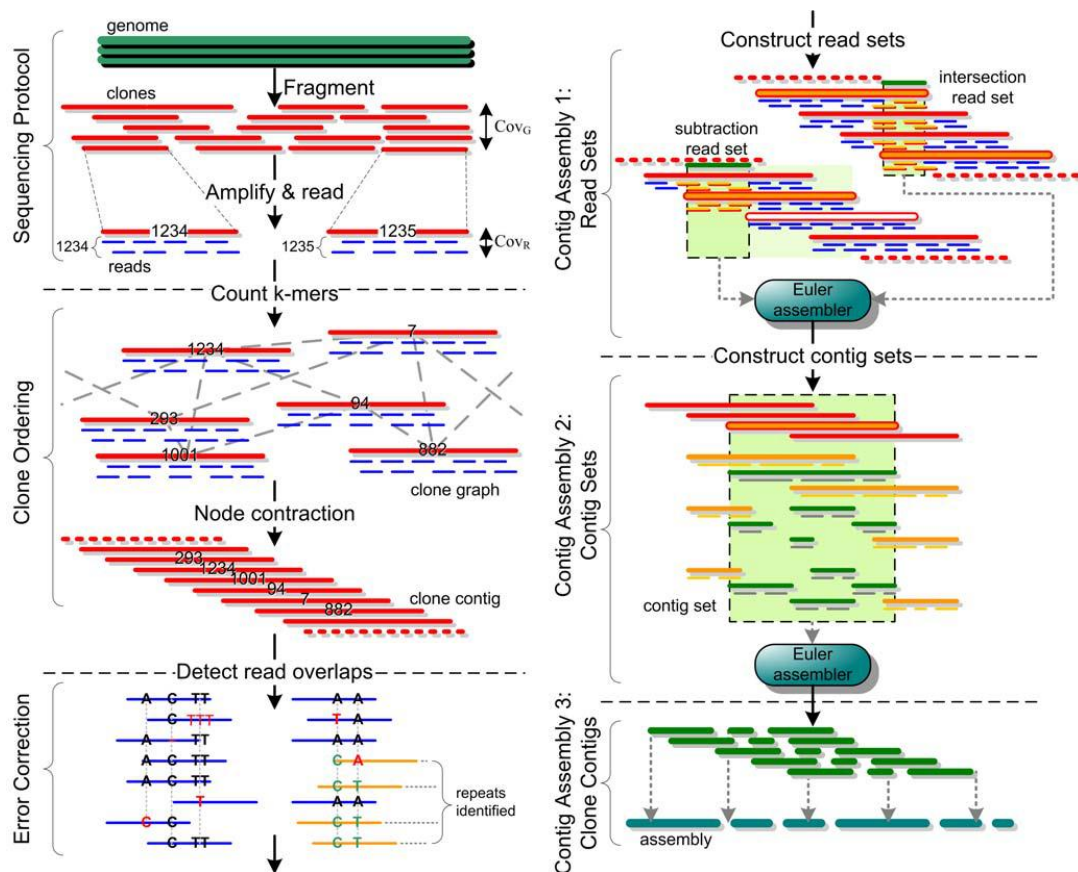 Sequencing Protocol
genome
Fragment
clones
Cov_G
Amplify & read
1234
1234
reads
1235
1235
Cov_R
Count k-mers
Clone Ordering
1234
7
293
94
1001
882
clone graph
Node contraction
293
1234
1001
94
7
882
clone contig
Detect read overlaps
Error Correction
A G TT
G TTT
A - TT
A G TT
A G TT
T
C
G TT
A A
T A
A A
C A
C T
A A
C T
C T
repeats
identified
Construct read sets
Contig Assembly 1:
Read Sets
intersection
read set
subtraction
read set
Euler
assembler
Construct contig sets
Contig Assembly 2:
Contig Sets
contig set
Euler
assembler
Contig Assembly 3:
Clone Contigs
assembly